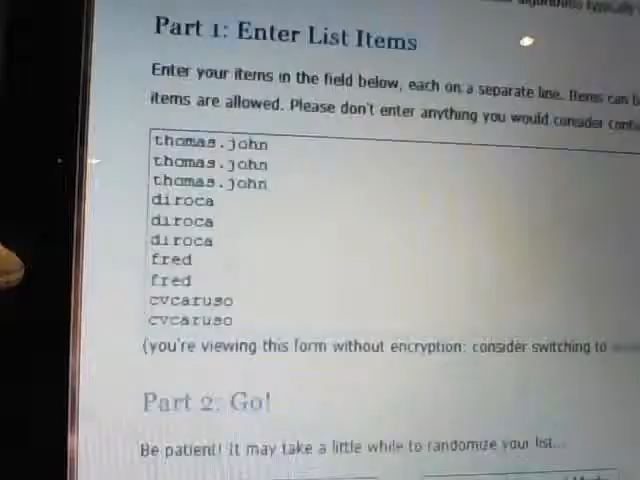 algorithms typically
Part 1: Enter List Items
Enter your items in the field below, each on a separate line. Items can
items are allowed. Please don't enter anything you would consider
thomas.john
thomas.john
thomas.john
diroca
diroca
diroca
fred
fred
cvcaruso
cvcaruso
(you're viewing this form without encryption; consider switching to
Part 2: Go!
Be patient! It may take a little while to randomize your list...